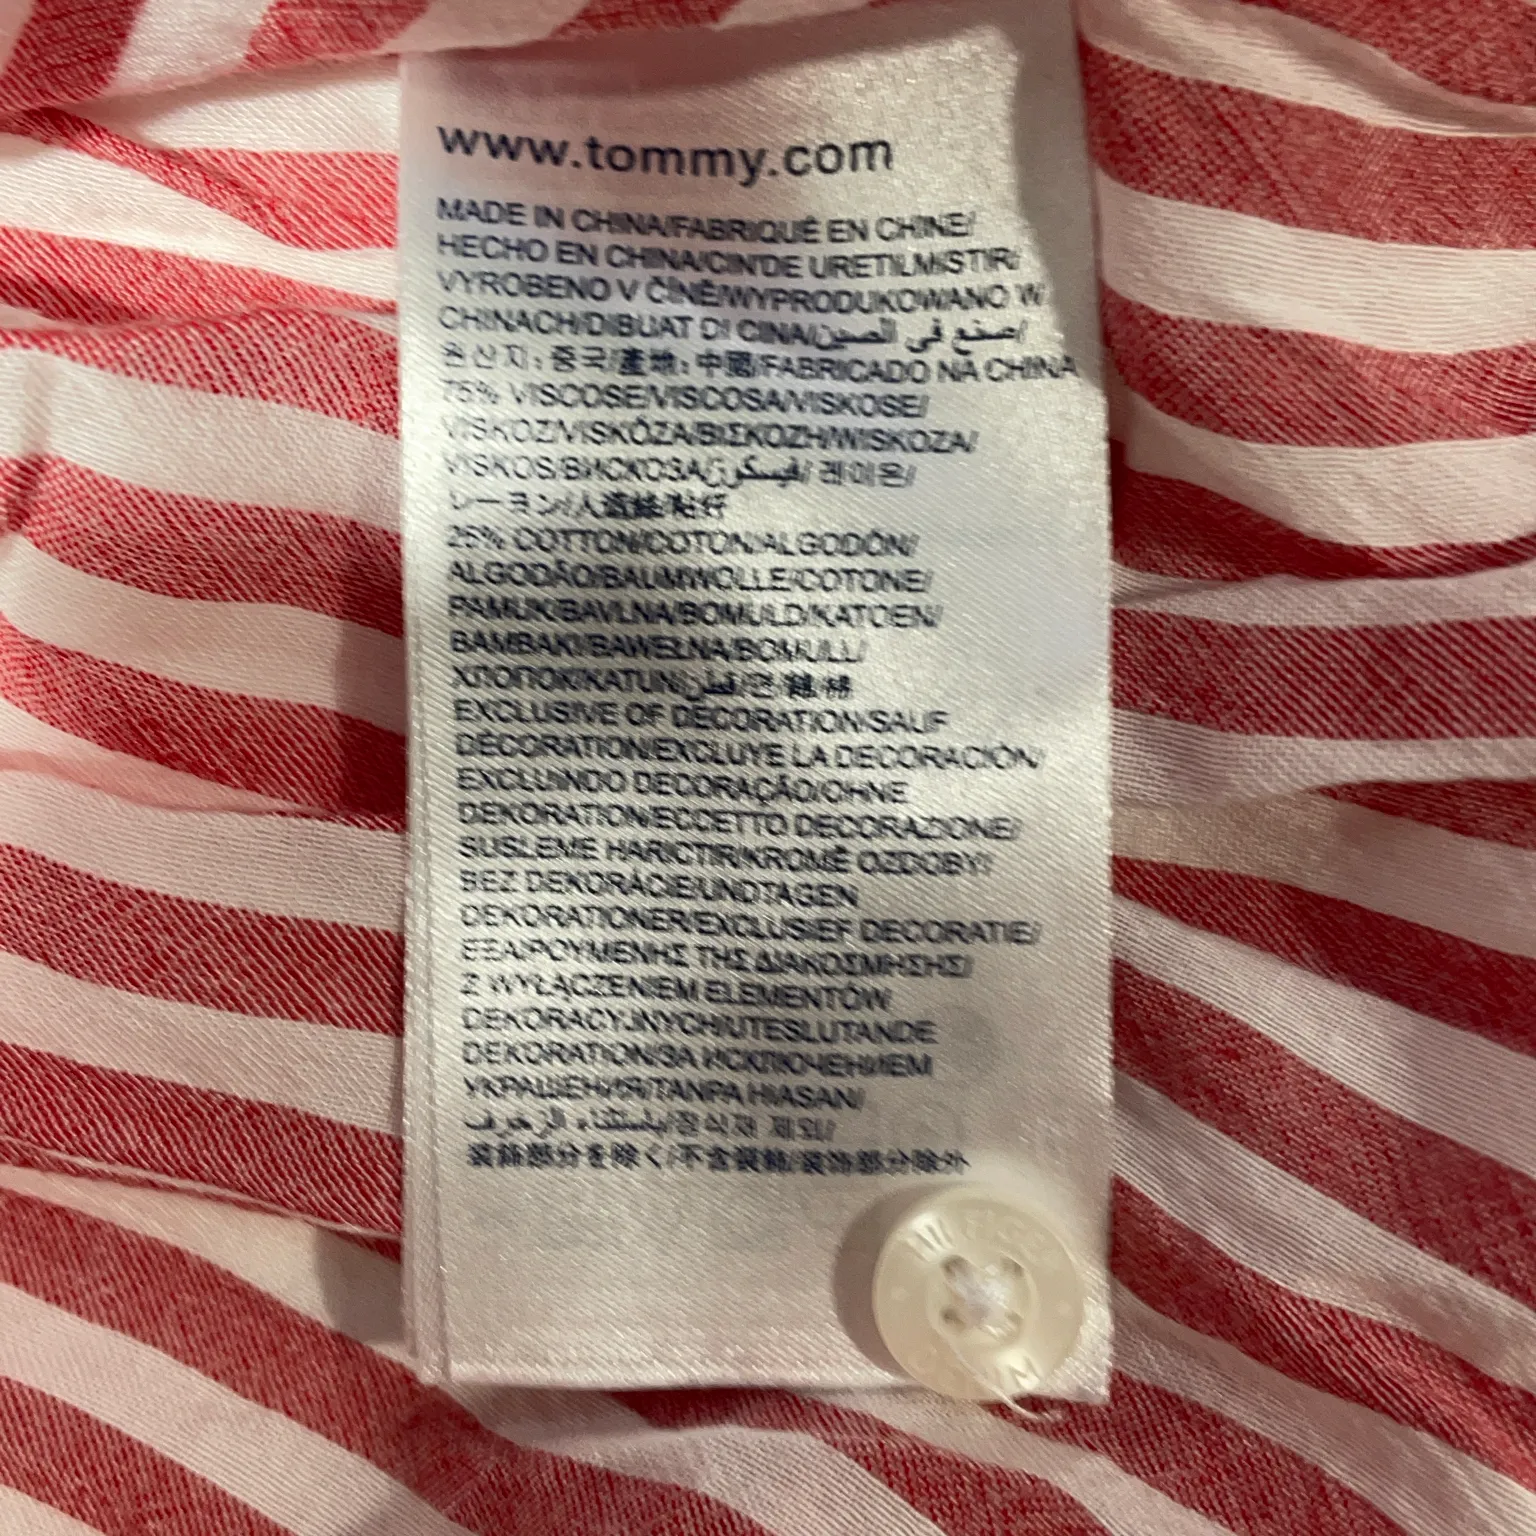 www.tommy.com
MADE IN CHINA/FABRIQUÉ EN CHINE/
HECHO EN CHINA/CIN'DE URETILMISTIR/
VYROBENO V ČÍNĚ/WYPRODUKOWANO W
CHINACH/DIBUAT DI CINA/صنع في الصين/
원산지: 중국/產地: 中國/FABRICADO NA CHINA
75% VISCOSE/VISCOSA/VISKOSE/
VISKOZ/VISKÓZA/ΒΙΣΚΟΖΗ/WISKOZA/
VISKOS/ВИСКОЗА/فيسكوز/ 레이온/
レーヨン/人造絲/粘纤
25% COTTON/COTON/ALGODÓN/
ALGODÃO/BAUMWOLLE/COTONE/
PAMUK/BAVLNA/BOMULD/KATOEN/
BAMBAKI/BAWEŁNA/BOMULL/
ХЛОПОК/KATUN/قطن/면/棉/棉
EXCLUSIVE OF DECORATION/SAUF
DÉCORATION/EXCLUYE LA DECORACIÓN/
EXCLUINDO DECORAÇÃO/OHNE
DEKORATION/ECCETTO DECORAZIONE/
SUSLEME HARICTIR/KROMĚ OZDOBY/
BEZ DEKORÁCIE/UNDTAGEN
DEKORATIONER/EXCLUSIEF DECORATIE/
ΕΞΑΙΡΟΥΜΕΝΗΣ ΤΗΣ ΔΙΑΚΟΣΜΗΣΗΣ/
Z WYŁĄCZENIEM ELEMENTÓW
DEKORACYJNYCH/UTESLUTANDE
DEKORATION/ЗА ИСКЛЮЧЕНИЕМ
УКРАШЕНИЯ/TANPA HIASAN/
باستثناء الزخرف/장식재 제외/
装飾部分を除く/不含裝飾/装饰部分除外